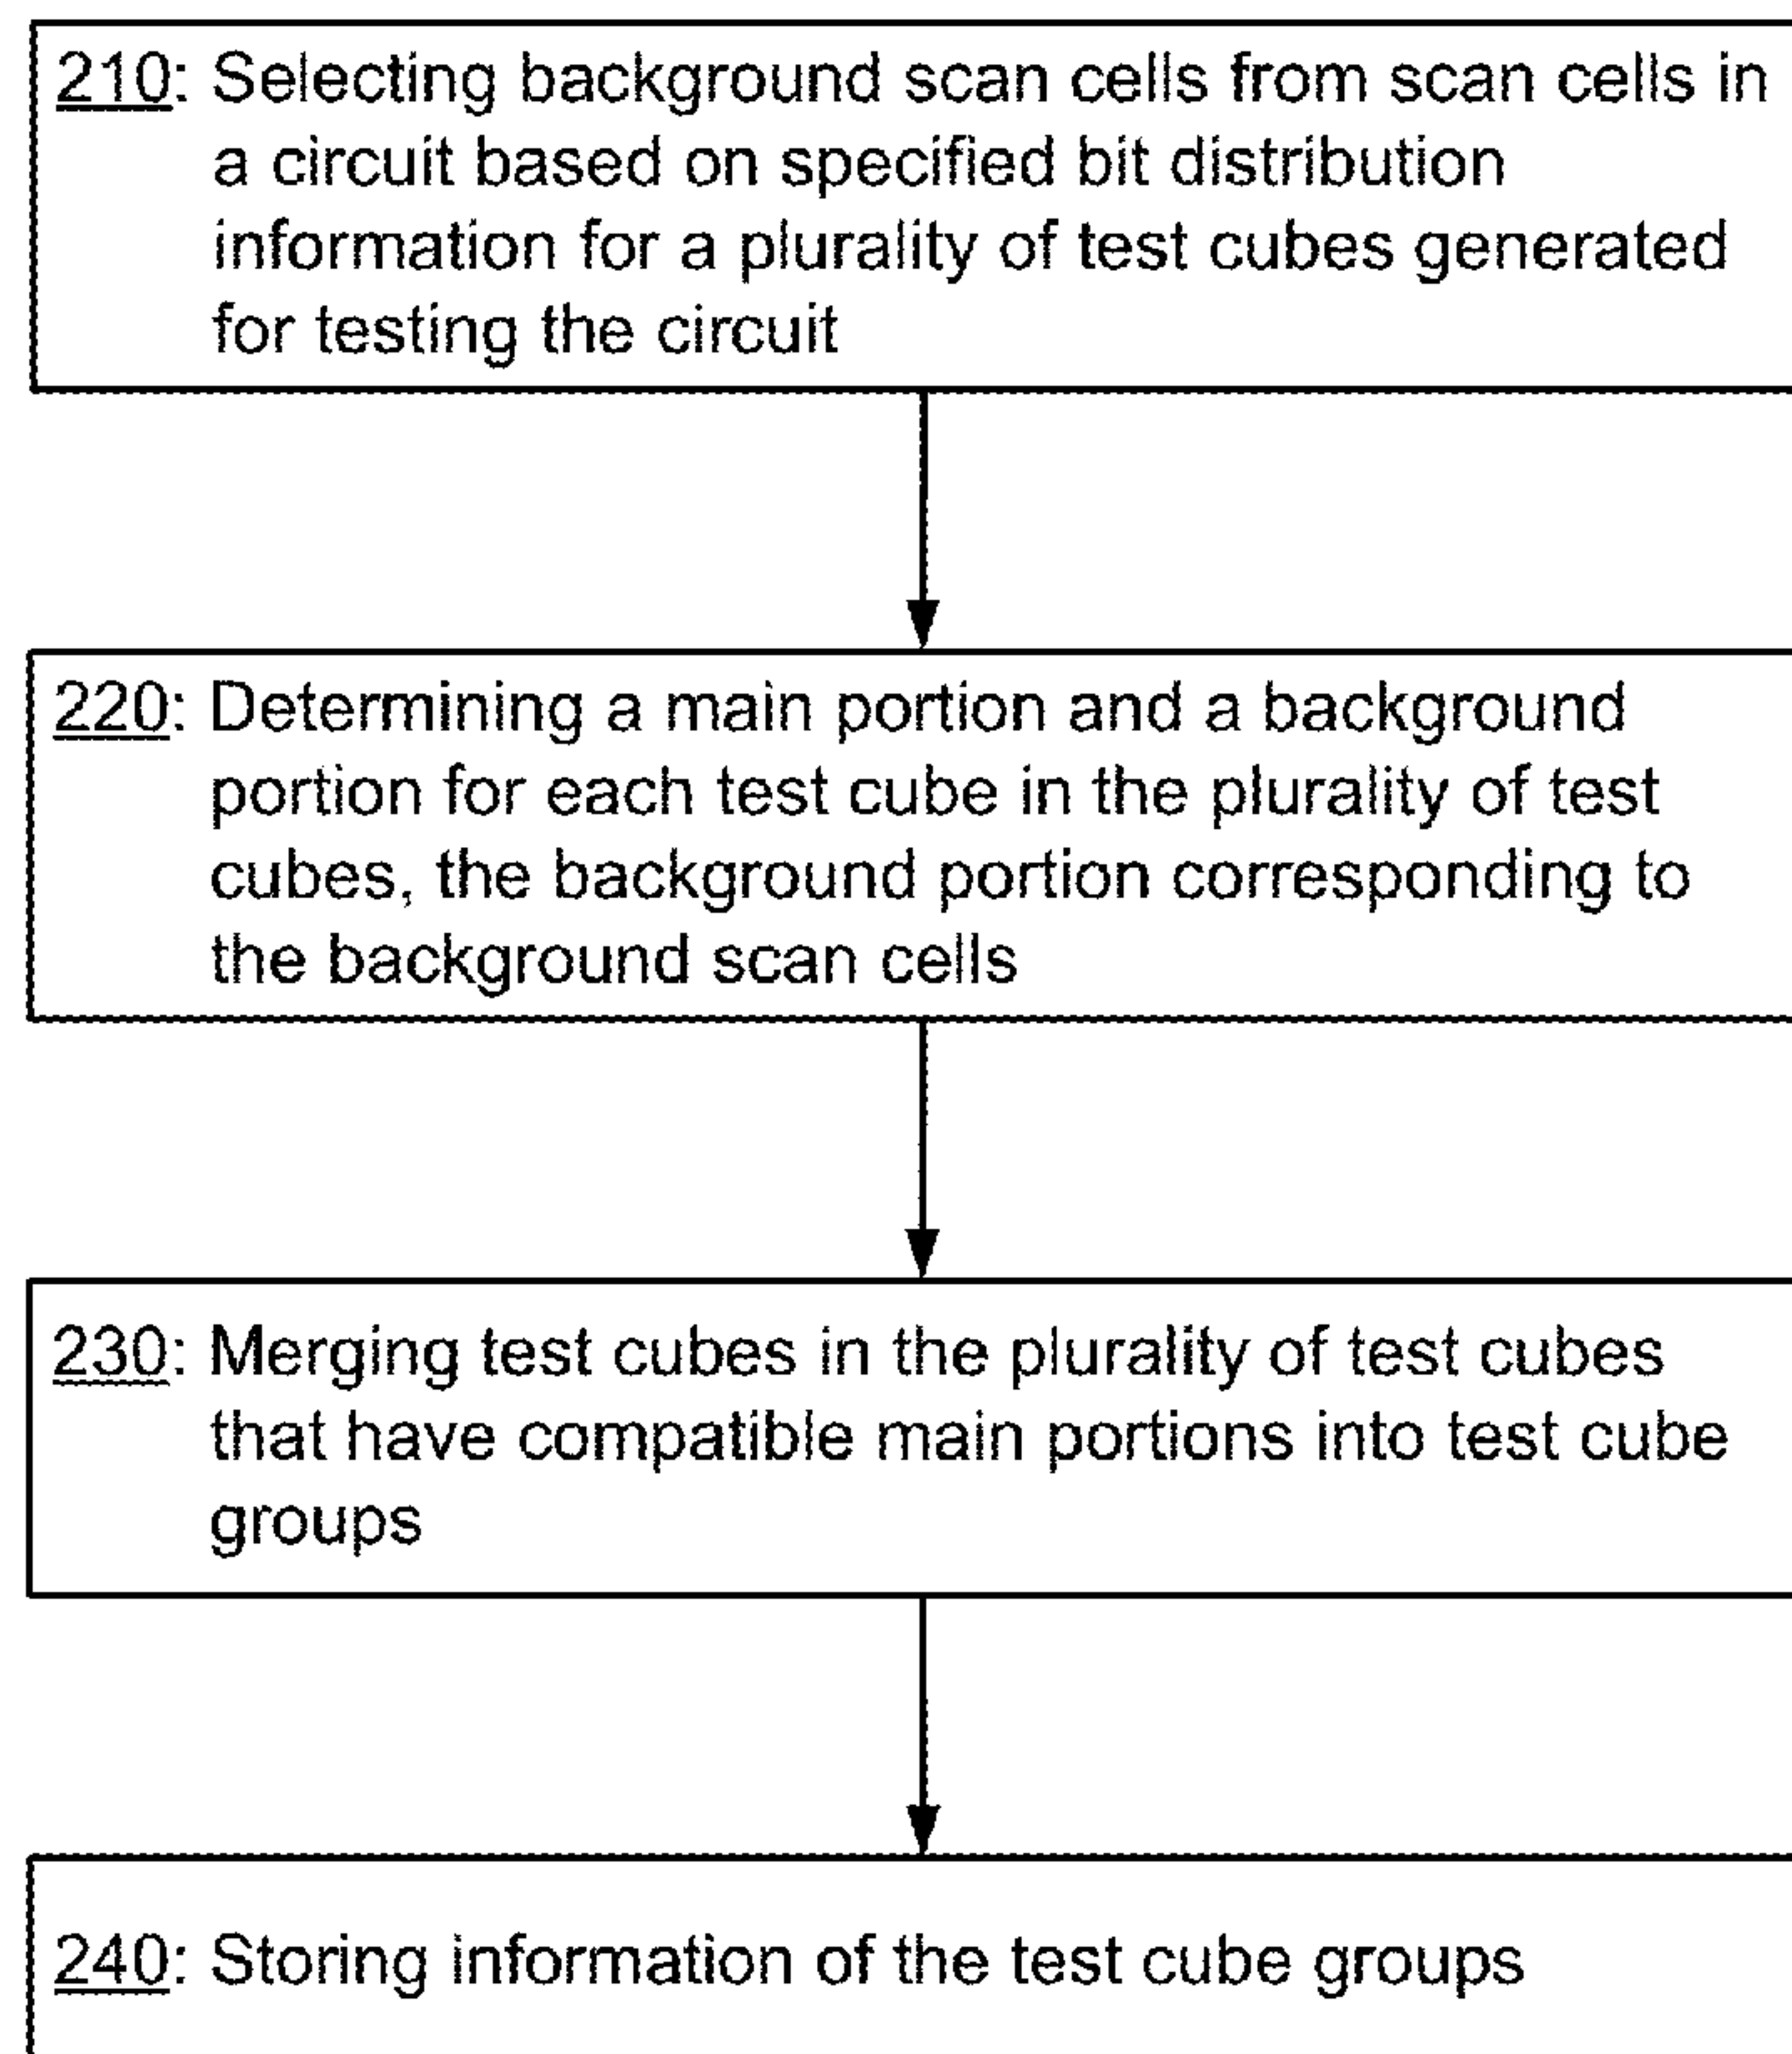 210: Selecting background scan cells from scan cells in
a circuit based on specified bit distribution
information for a plurality of test cubes generated
for testing the circuit
220: Determining a main portion and a background
portion for each test cube in the plurality of test
cubes, the background portion corresponding to
the background scan cells
230: Merging test cubes in the plurality of test cubes
that have compatible main portions into test cube
groups
240: Storing information of the test cube groups